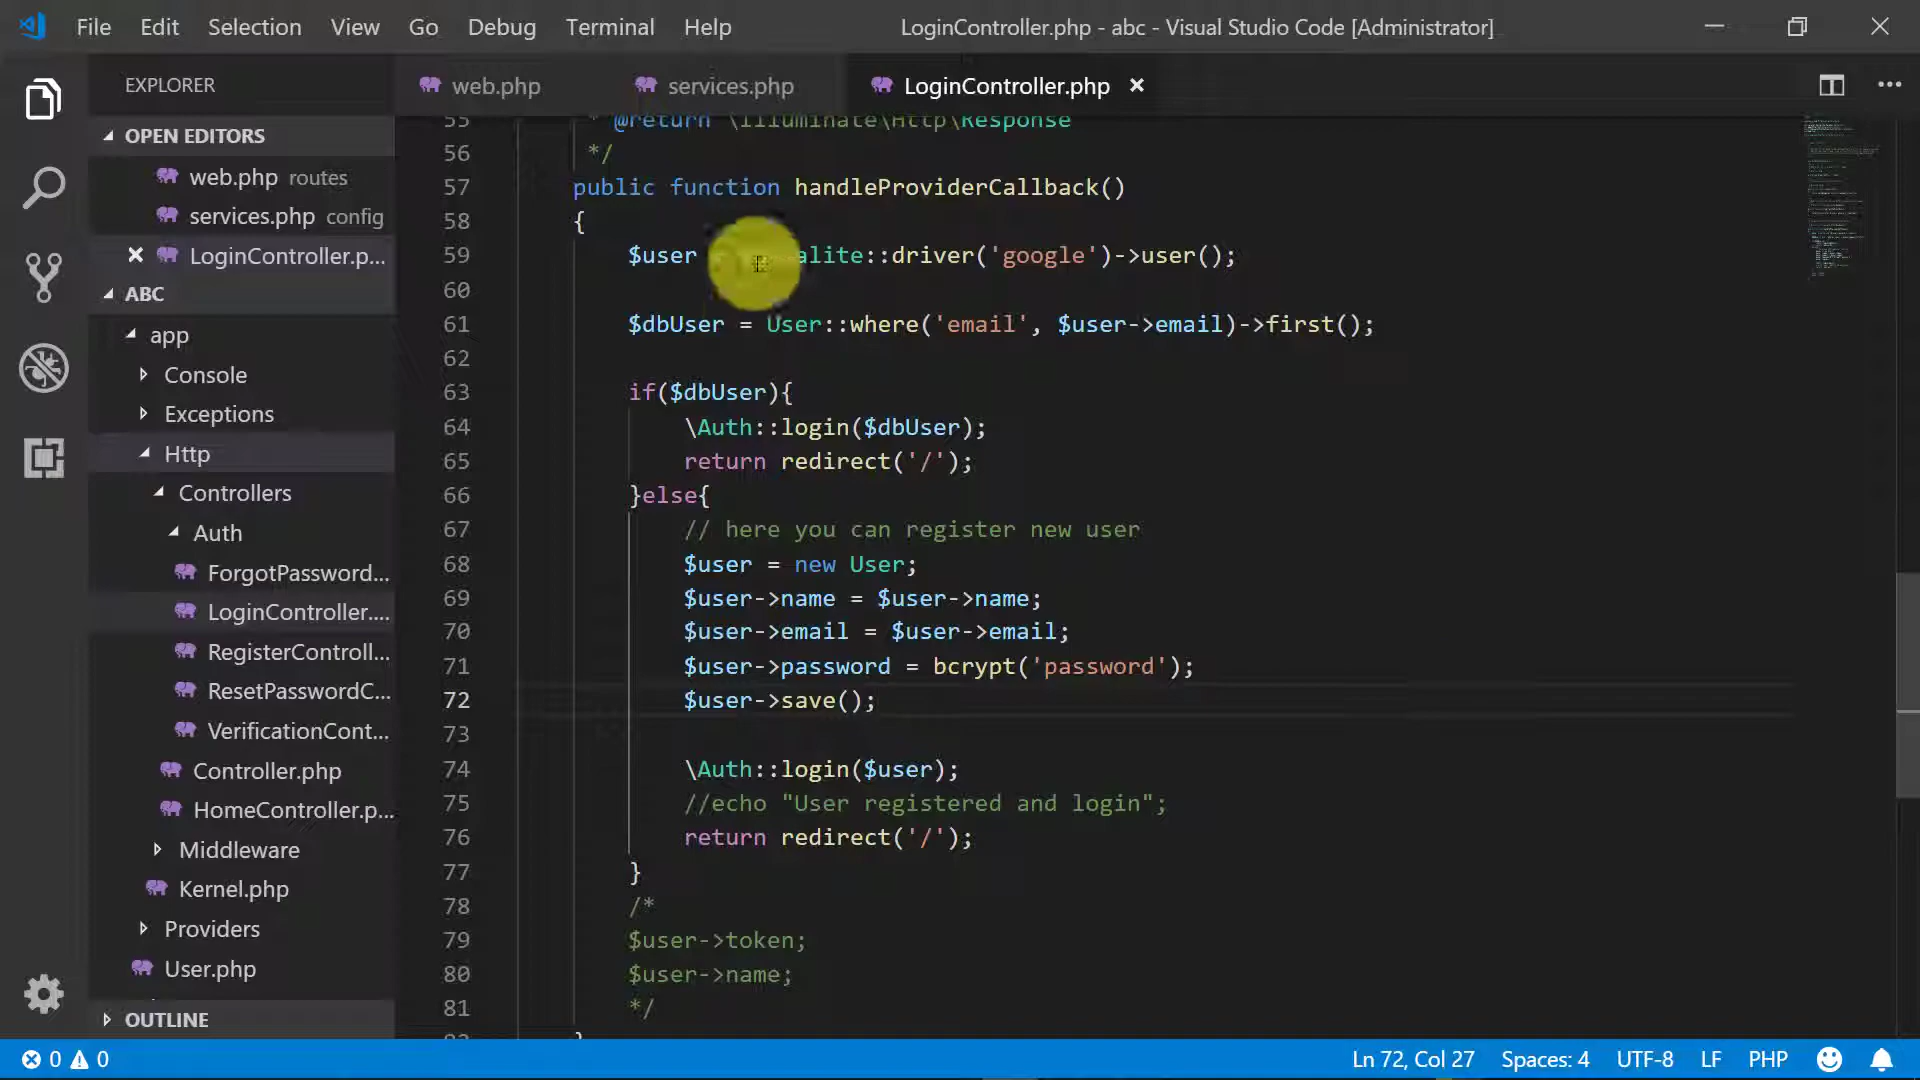 File Edit Selection View Go Debug Terminal Help
LoginController.php - abc - Visual Studio Code [Administrator]
EXPLORER
web.php
services.php
LoginController.php
OPEN EDITORS
web.php routes
services.php config
LoginController.p...
ABC
app
Console
Exceptions
Http
Controllers
Auth
ForgotPassword...
LoginController....
RegisterControll...
ResetPasswordC...
VerificationCont...
Controller.php
HomeController.p...
Middleware
Kernel.php
Providers
User.php
OUTLINE
55 * @return \Illuminate\Http\Response
56 */
57 public function handleProviderCallback()
58 {
59 $user alite::driver('google')->user();
60
61 $dbUser = User::where('email', $user->email)->first();
62
63 if($dbUser){
64 \Auth::login($dbUser);
65 return redirect('/');
66 }else{
67 // here you can register new user
68 $user = new User;
69 $user->name = $user->name;
70 $user->email = $user->email;
71 $user->password = bcrypt('password');
72 $user->save();
73
74 \Auth::login($user);
75 //echo "User registered and login";
76 return redirect('/');
77 }
78 /*
79 $user->token;
80 $user->name;
81 */
0 0
Ln 72, Col 27 Spaces: 4 UTF-8 LF PHP